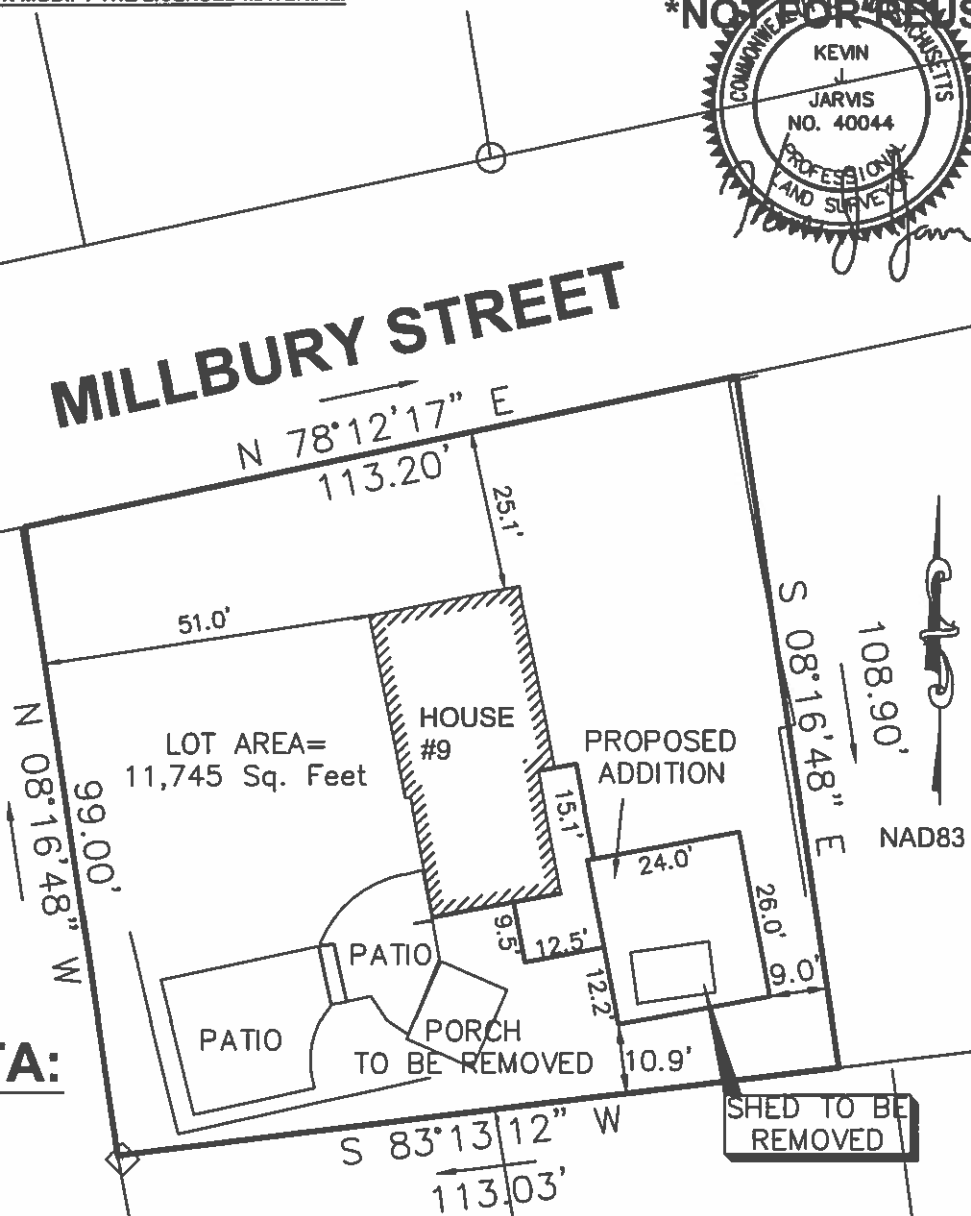 *NOT FOR REUS
COMMONWEALTH OF MASSACHUSETTS
KEVIN
J
JARVIS
NO. 40044
PROFESSIONAL
LAND SURVEYOR
MILLBURY STREET
N 78°12'17" E
113.20'
25.1'
51.0'
HOUSE
#9
LOT AREA=
11,745 Sq. Feet
PROPOSED
ADDITION
S 08°16'48" E
108.90'
NAD83
N 08°16'48" W
99.00'
15.1'
24.0'
26.0'
9.5'
12.5'
12.2'
9.0'
10.9'
PATIO
PATIO
PORCH
TO BE REMOVED
TA:
SHED TO BE
REMOVED
S 83°13'12" W
113.03'